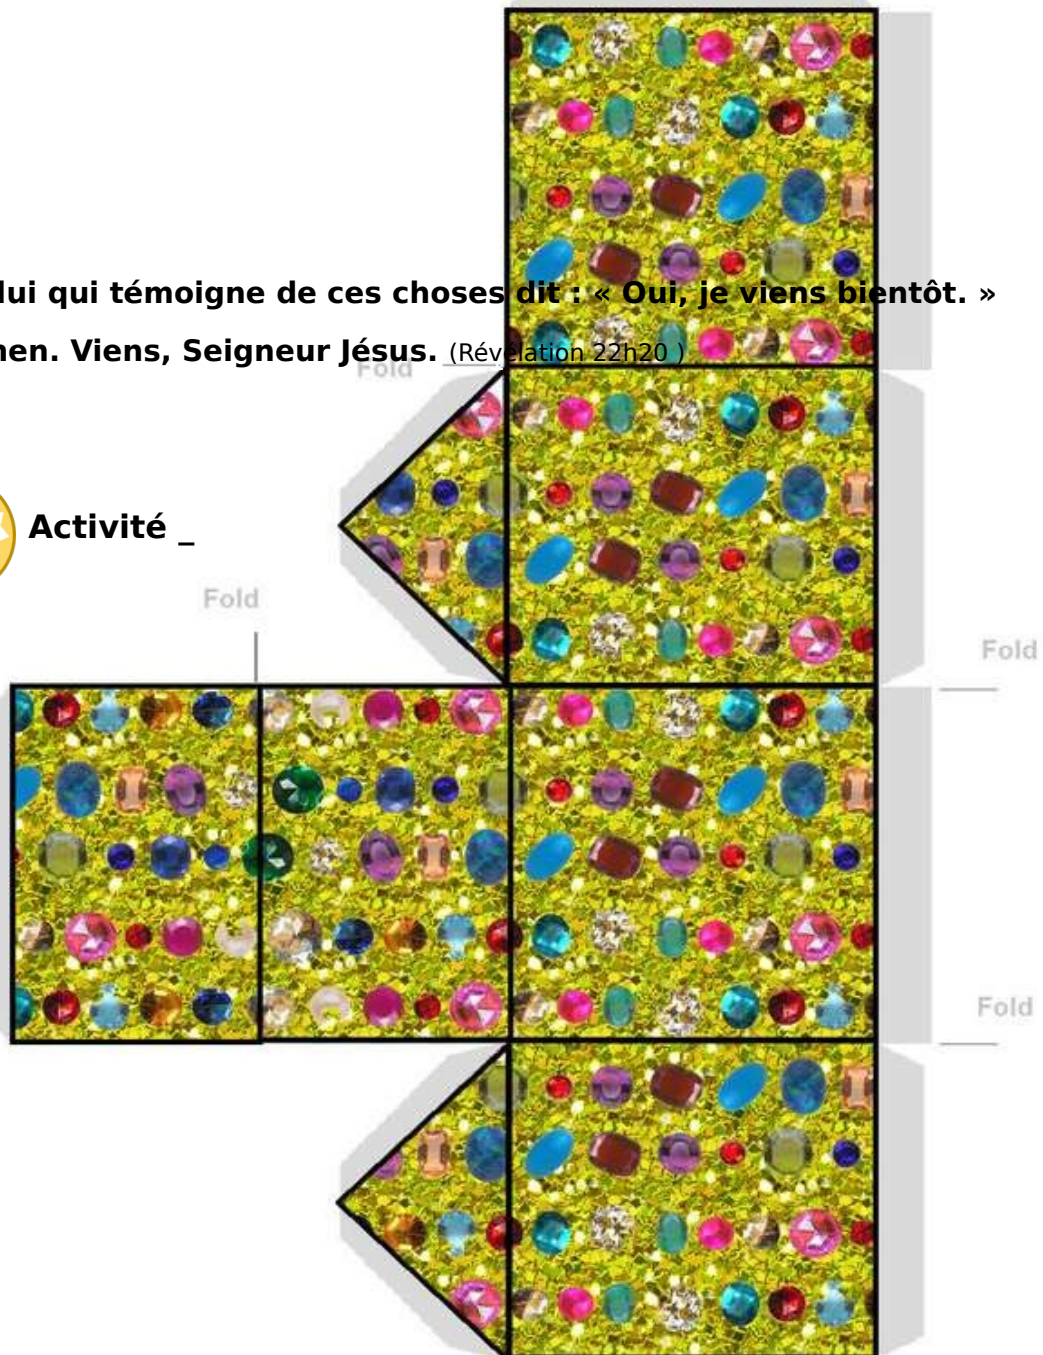 lui qui témoigne de ces choses dit : « Oui, je viens bientôt. »
en. Viens, Seigneur Jésus. (Révélation 22h20 )
Fold
Activité _
Fold
Fold
Fold